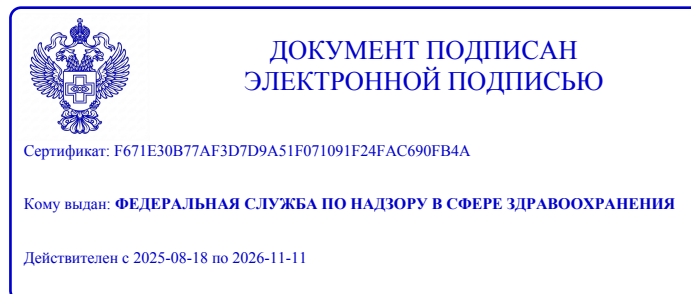 ДОКУМЕНТ ПОДПИСАН
ЭЛЕКТРОННОЙ ПОДПИСЬЮ
Сертификат: F671E30B77AF3D7D9A51F071091F24FAC690FB4A
Кому выдан: ФЕДЕРАЛЬНАЯ СЛУЖБА ПО НАДЗОРУ В СФЕРЕ ЗДРАВООХРАНЕНИЯ
Действителен с 2025-08-18 по 2026-11-11